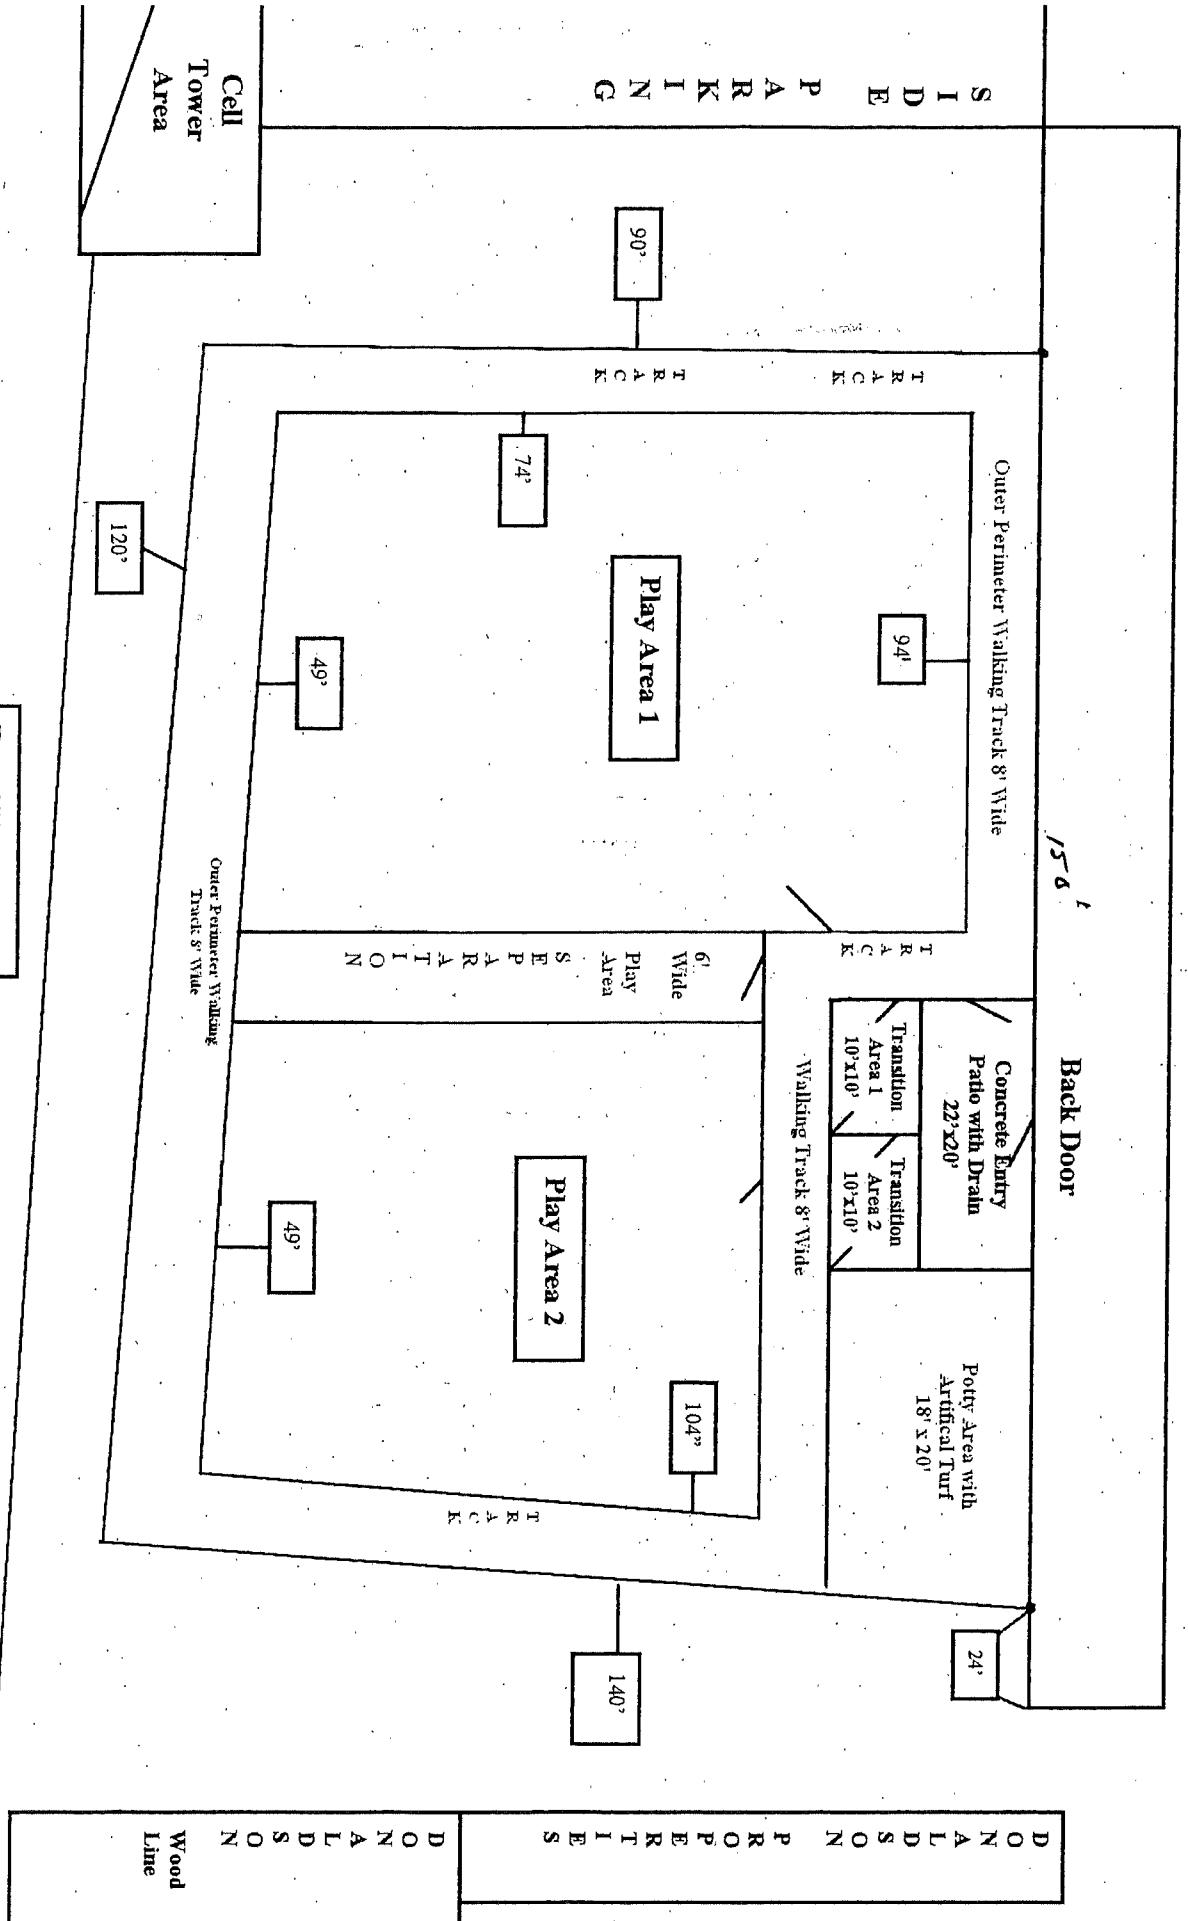 Back Door
150'
SIDE PARKING
Outer Perimeter Walking Track 8' Wide
Concrete Entry
Patio with Drain
22'x20'
Potty Area with
Artifical Turf
18' x 20'
24'
DONALDSON PROPERTIES
TRACK
94'
TRACK
Transition
Area 1
10'x10'
Transition
Area 2
10'x10'
Walking Track 8' Wide
90'
TRACK
74'
Play Area 1
6'
Wide
Play
Area
SEPARATION
Play Area 2
104"
TRACK
140'
49'
49'
Outer Perimeter Walking
Track 8' Wide
120'
Cell
Tower
Area
DONALDSON
Wood
Line